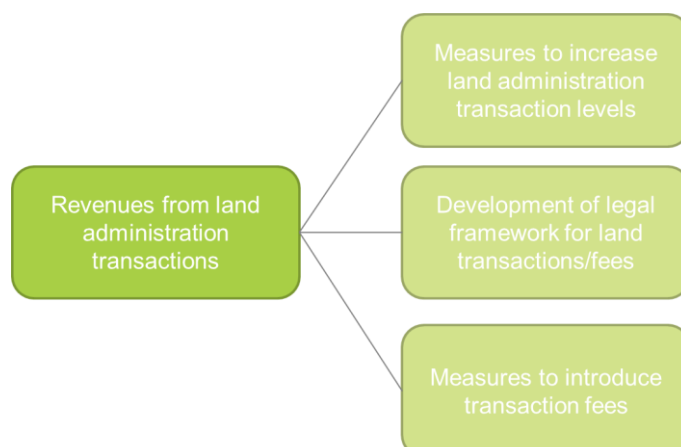 Measures to increase
land administration
transaction levels
Revenues from land
administration
transactions
Development of legal
framework for land
transactions/fees
Measures to introduce
transaction fees